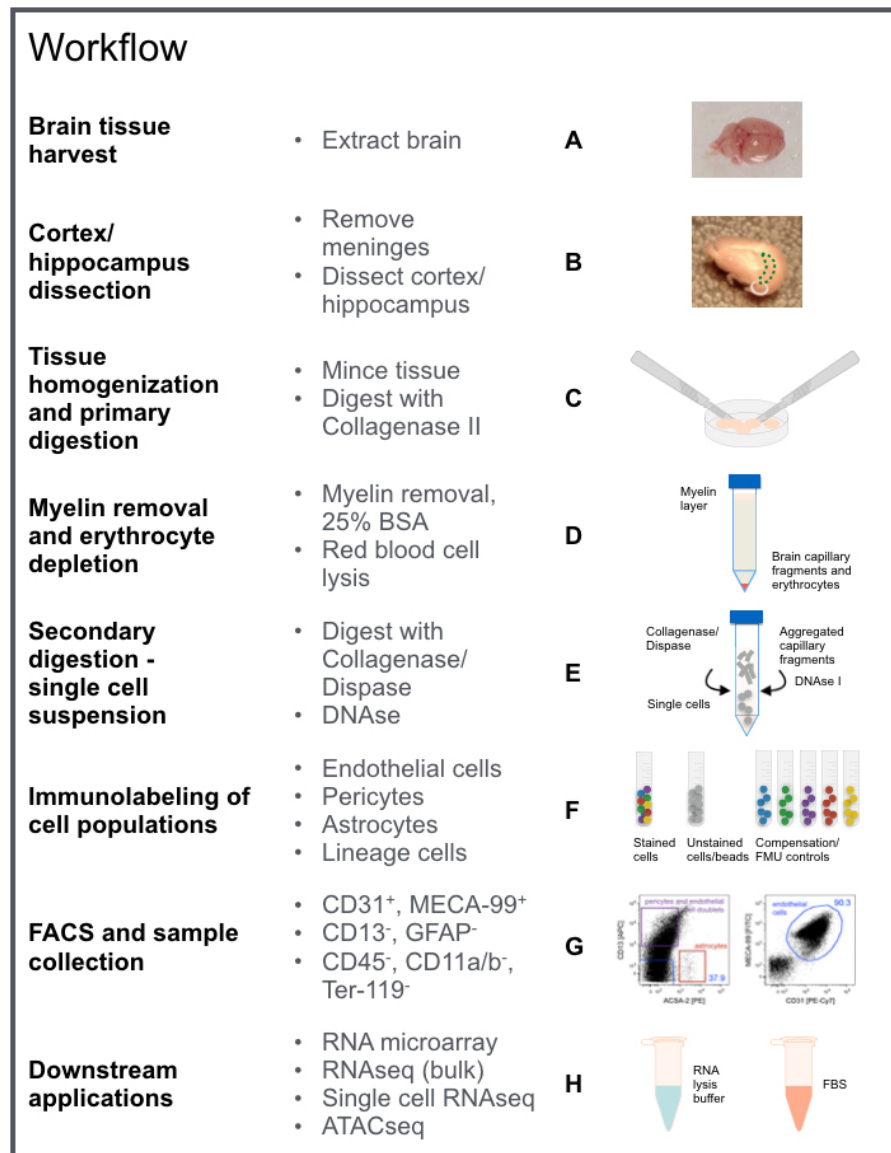 Workflow
Brain tissue
harvest
• Extract brain
A
Cortex/
hippocampus
dissection
• Remove
meninges
• Dissect cortex/
hippocampus
B
Tissue
homogenization
and primary
digestion
• Mince tissue
• Digest with
Collagenase II
C
Myelin removal
and erythrocyte
depletion
• Myelin removal,
25% BSA
• Red blood cell
lysis
D
Myelin
layer
Brain capillary
fragments and
erythrocytes
Secondary
digestion -
single cell
suspension
• Digest with
Collagenase/
Dispase
• DNAse
E
Collagenase/
Dispase
Aggregated
capillary
fragments
DNAse I
Single cells
Immunolabeling of
cell populations
• Endothelial cells
• Pericytes
• Astrocytes
• Lineage cells
F
Stained
cells
Unstained
cells/beads
Compensation/
FMU controls
FACS and sample
collection
• CD31⁺, MECA-99⁺
• CD13⁻, GFAP⁻
• CD45⁻, CD11a/b⁻,
Ter-119⁻
G
pericytes and endothelial
cell doublets
astrocytes
37.9
CD13 [APC]
ACSA-2 [PE]
endothelial
cells
90.3
MECA-99 [FITC]
CD31 [PE-Cy7]
Downstream
applications
• RNA microarray
• RNAseq (bulk)
• Single cell RNAseq
• ATACseq
H
RNA
lysis
buffer
FBS